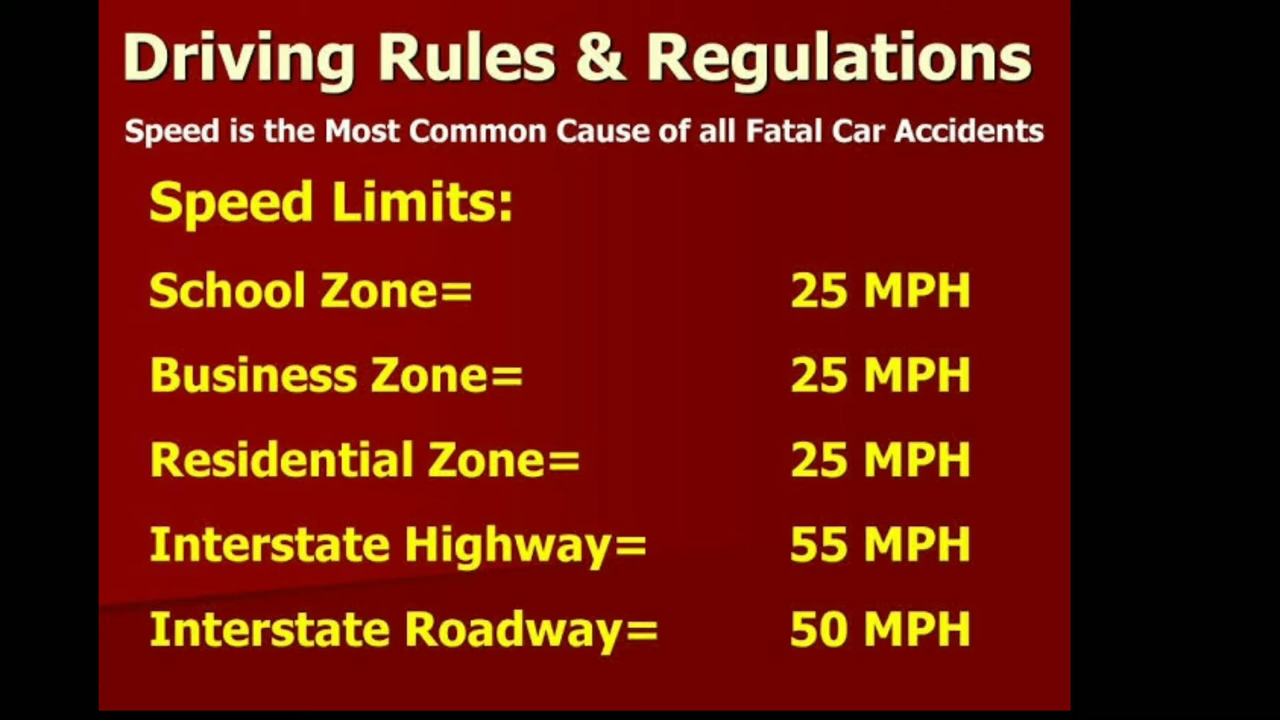 Driving Rules & Regulations
Speed is the Most Common Cause of all Fatal Car Accidents
Speed Limits:
School Zone= 25 MPH
Business Zone= 25 MPH
Residential Zone= 25 MPH
Interstate Highway= 55 MPH
Interstate Roadway= 50 MPH